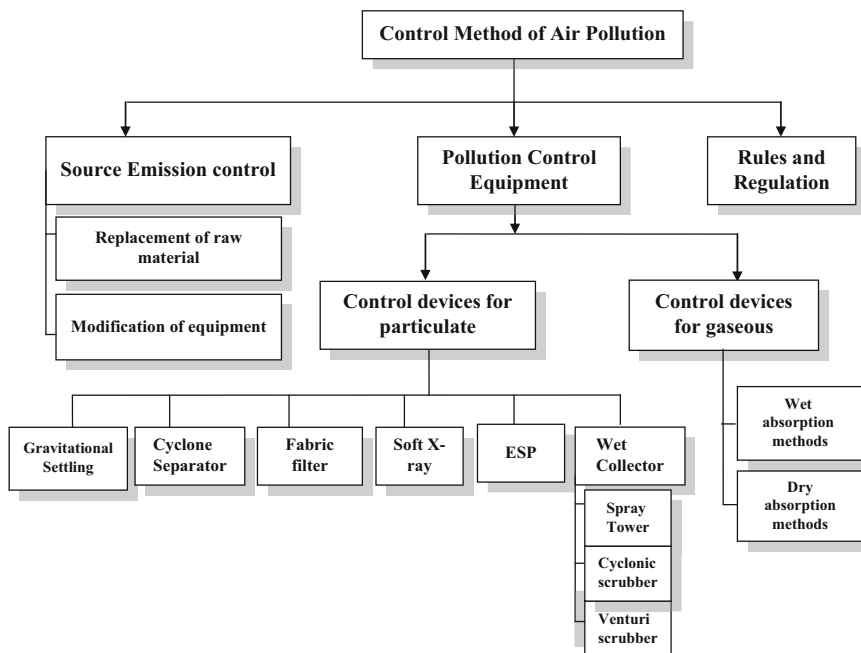 Control Method of Air Pollution
Source Emission control
Pollution Control
Equipment
Rules and
Regulation
Replacement of raw
material
Modification of equipment
Control devices for
particulate
Control devices
for gaseous
Gravitational
Settling
Cyclone
Separator
Fabric
filter
Soft X-
ray
ESP
Wet
Collector
Spray
Tower
Cyclonic
scrubber
Venturi
scrubber
Wet
absorption
methods
Dry
absorption
methods